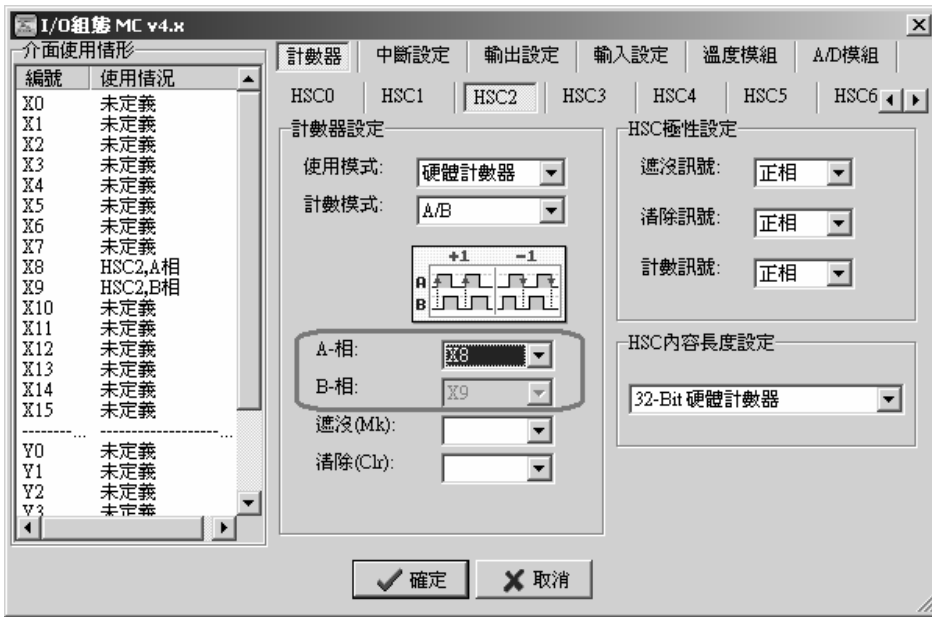 I/O組態 MC v4.x
介面使用情形
編號 使用情況
X0 未定義
X1 未定義
X2 未定義
X3 未定義
X4 未定義
X5 未定義
X6 未定義
X7 未定義
X8 HSC2,A相
X9 HSC2,B相
X10 未定義
X11 未定義
X12 未定義
X13 未定義
X14 未定義
X15 未定義
--------... ------------------...
Y0 未定義
Y1 未定義
Y2 未定義
Y3 未定義
計數器 中斷設定 輸出設定 輸入設定 溫度模組 A/D模組
HSC0 HSC1 HSC2 HSC3 HSC4 HSC5 HSC6
計數器設定
使用模式: 硬體計數器
計數模式: A/B
+1 -1
A
B
A-相: X8
B-相: X9
遮沒(Mk):
清除(Clr):
HSC極性設定
遮沒訊號: 正相
清除訊號: 正相
計數訊號: 正相
HSC內容長度設定
32-Bit 硬體計數器
確定 取消